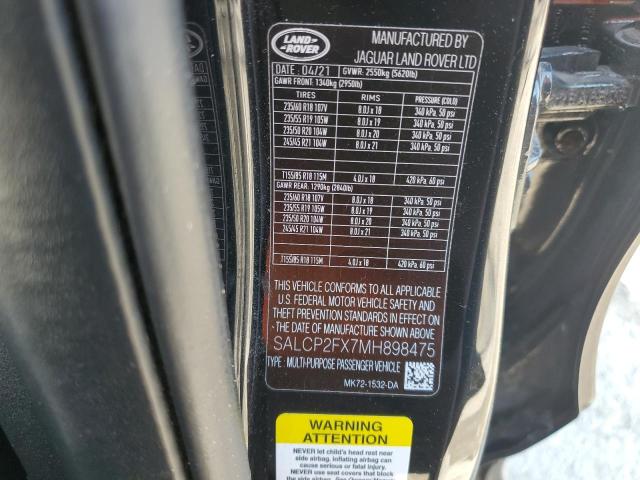 LAND-
ROVER
MANUFACTURED BY
JAGUAR LAND ROVER LTD
DATE : 04/21 GVWR: 2550kg (5620lb)
GAWR FRONT: 1340kg (2950lb)
TIRES RIMS PRESSURE (COLD)
235/60 R18 107V 8.0J x 18 340 kPa, 50 psi
235/55 R19 105W 8.0J x 19 340 kPa, 50 psi
235/50 R20 104W 8.0J x 20 340 kPa, 50 psi
245/45 R21 104W 8.0J x 21 340 kPa, 50 psi
T155/85 R18 115M 4.0J x 18 420 kPa, 60 psi
GAWR REAR: 1290kg (2840lb)
235/60 R18 107V 8.0J x 18 340 kPa, 50 psi
235/55 R19 105W 8.0J x 19 340 kPa, 50 psi
235/50 R20 104W 8.0J x 20 340 kPa, 50 psi
245/45 R21 104W 8.0J x 21 340 kPa, 50 psi
T155/85 R18 115M 4.0J x 18 420 kPa, 60 psi
THIS VEHICLE CONFORMS TO ALL APPLICABLE
U.S. FEDERAL MOTOR VEHICLE SAFETY AND
THEFT PREVENTION STANDARDS IN EFFECT ON
THE DATE OF MANUFACTURE SHOWN ABOVE.
SALCP2FX7MH898475
TYPE : MULTI-PURPOSE PASSENGER VEHICLE
MK72-1532-DA
WARNING
ATTENTION
NEVER let child's head rest near
side airbag, inflating airbag can
cause serious or fatal injury.
NEVER use seat covers that block
the side airbag. See Owners Manual